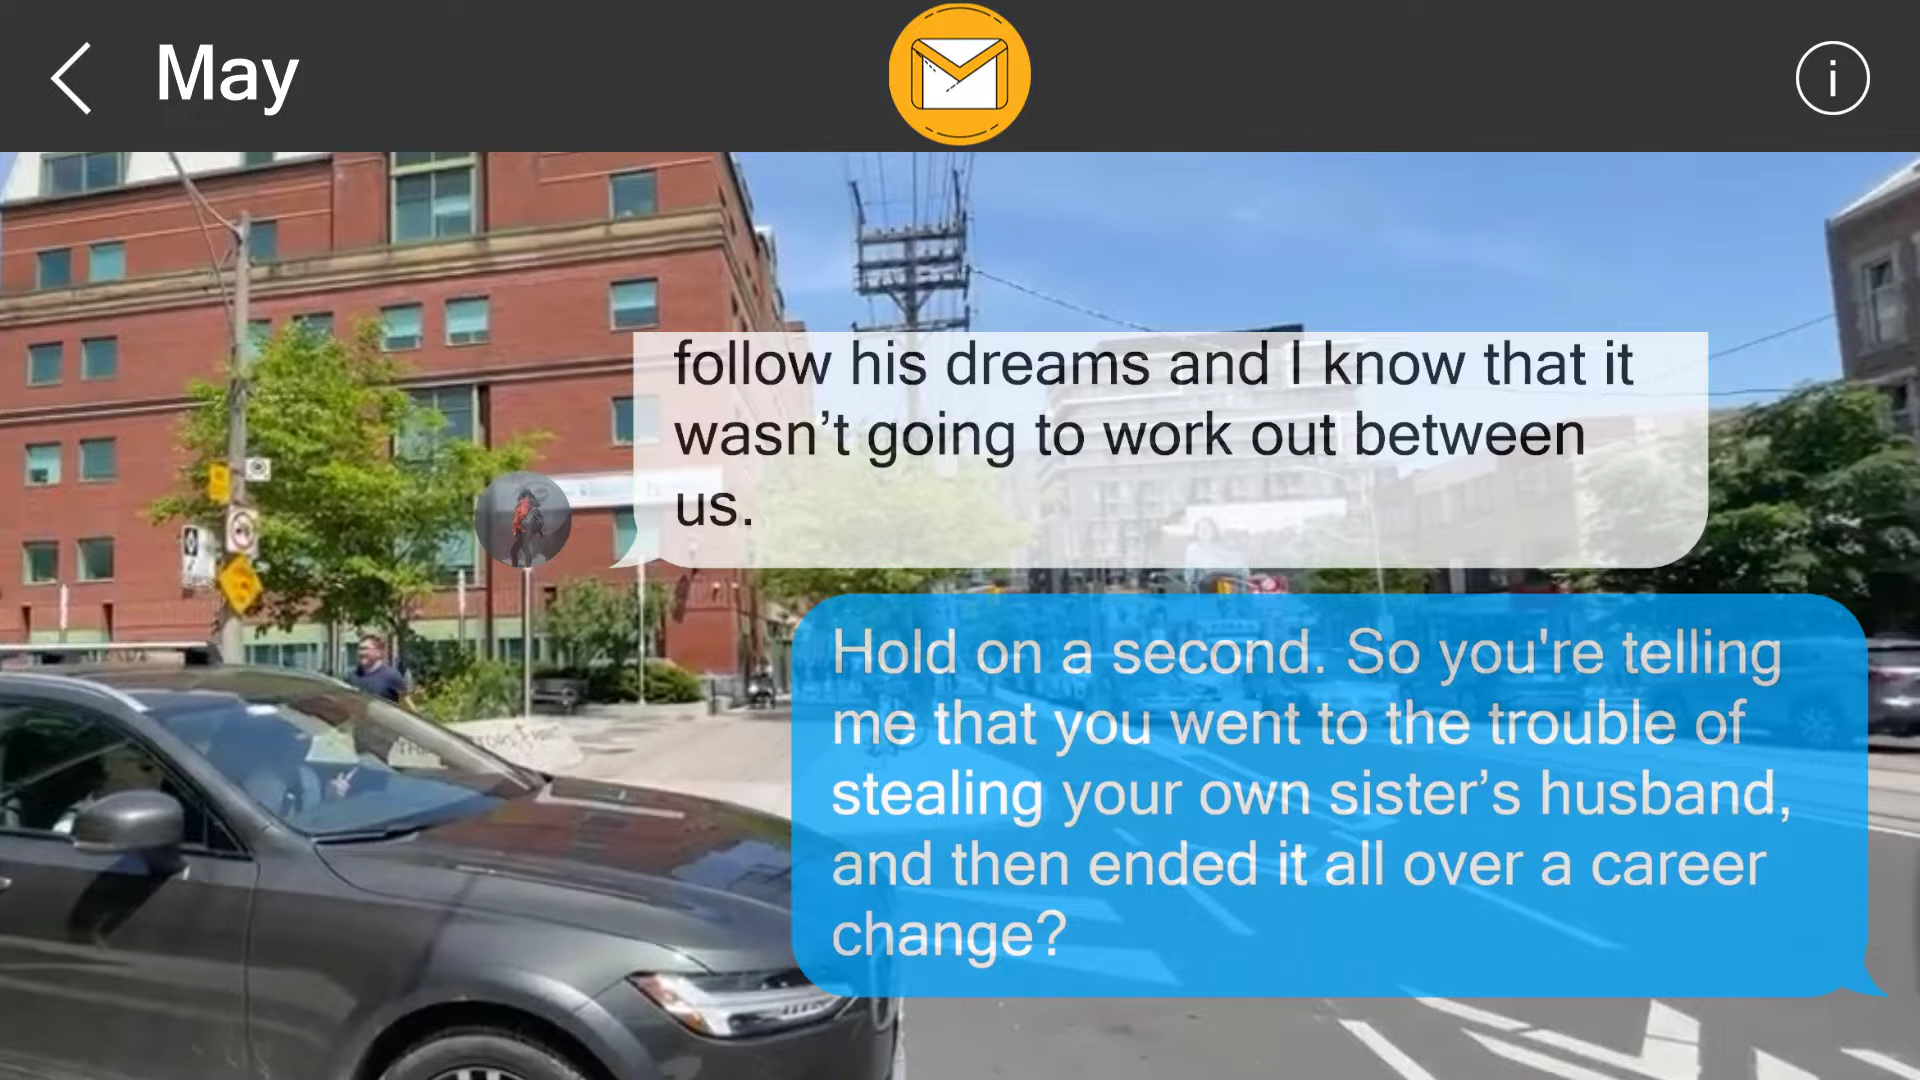 May
follow his dreams and I know that it
wasn’t going to work out between
us.
Hold on a second. So you're telling
me that you went to the trouble of
stealing your own sister’s husband,
and then ended it all over a career
change?